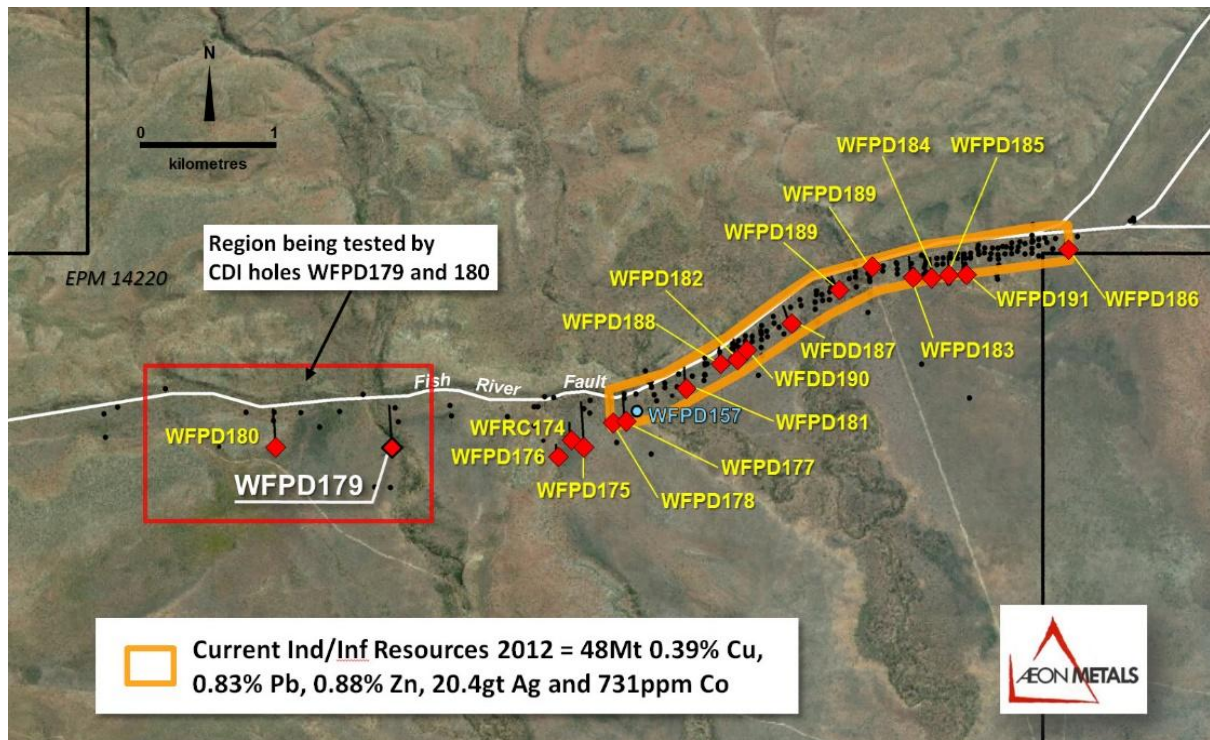 N
0 1
kilometres
WFPD184 WFPD185
WFPD189
WFPD189
Region being tested by
CDI holes WFPD179 and 180
EPM 14220
WFPD182
WFPD191
WFPD186
WFPD188
WFPD183
WFDD187
WFDD190
Fish River Fault
WFPD157
WFPD181
WFRC174
WFPD180
WFPD176
WFPD177
WFPD179
WFPD175
WFPD178
Current Ind/Inf Resources 2012 = 48Mt 0.39% Cu,
0.83% Pb, 0.88% Zn, 20.4gt Ag and 731ppm Co
ÆON METALS